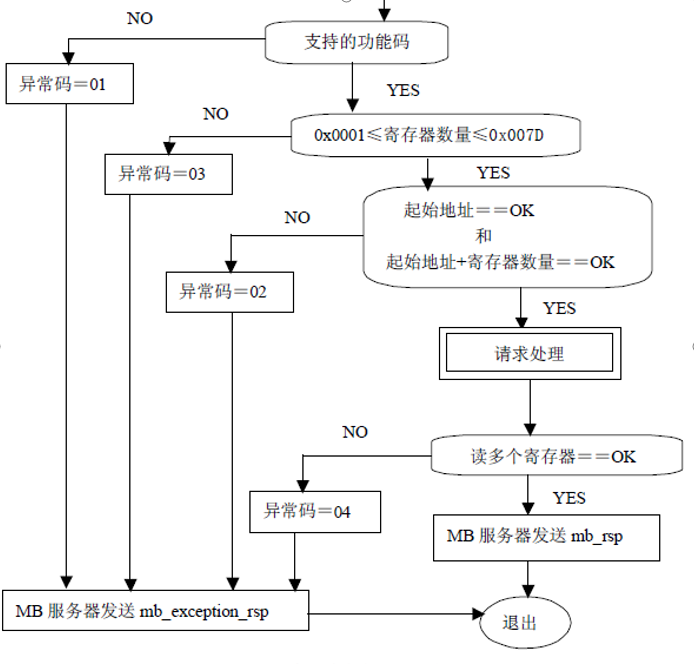 NO
支持的功能码
异常码＝01
YES
NO
0x0001≤寄存器数量≤0x007D
异常码＝03
YES
起始地址＝＝OK
NO
和
起始地址+寄存器数量＝＝OK
异常码＝02
YES
请求处理
NO
读多个寄存器＝＝OK
异常码＝04
YES
MB 服务器发送 mb_rsp
MB 服务器发送 mb_exception_rsp
退出